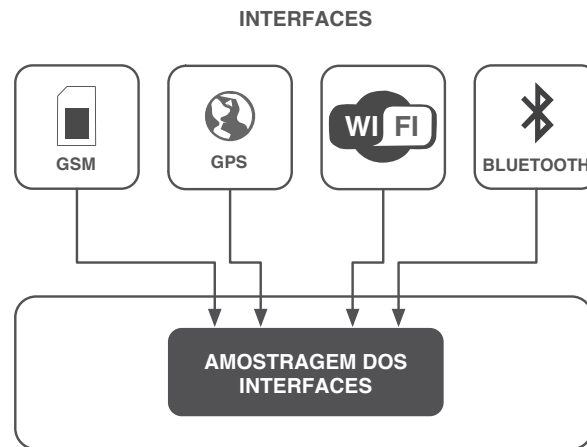 INTERFACES
GSM
GPS
WI FI
BLUETOOTH
AMOSTRAGEM DOS
INTERFACES